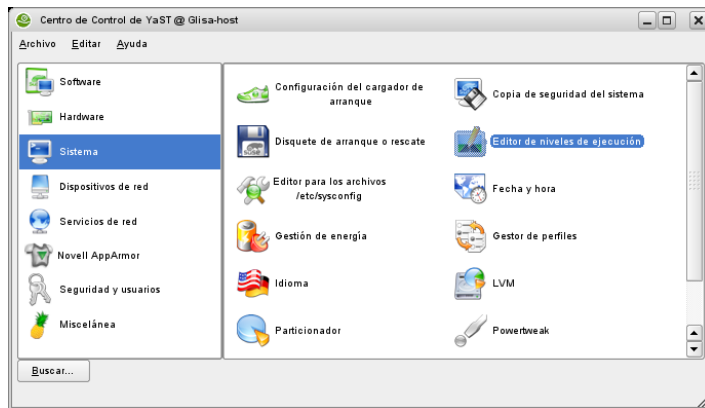 Centro de Control de YaST @ Glisa-host
Archivo Editar Ayuda
Software
Hardware
Sistema
Dispositivos de red
Servicios de red
Novell AppArmor
Seguridad y usuarios
Miscelánea
Configuración del cargador de
arranque
Copia de seguridad del sistema
Disquete de arranque o rescate
Editor de niveles de ejecución
Editor para los archivos
/etc/sysconfig
Fecha y hora
Gestión de energía
Gestor de perfiles
Idioma
LVM
Particionador
Powertweak
Buscar...